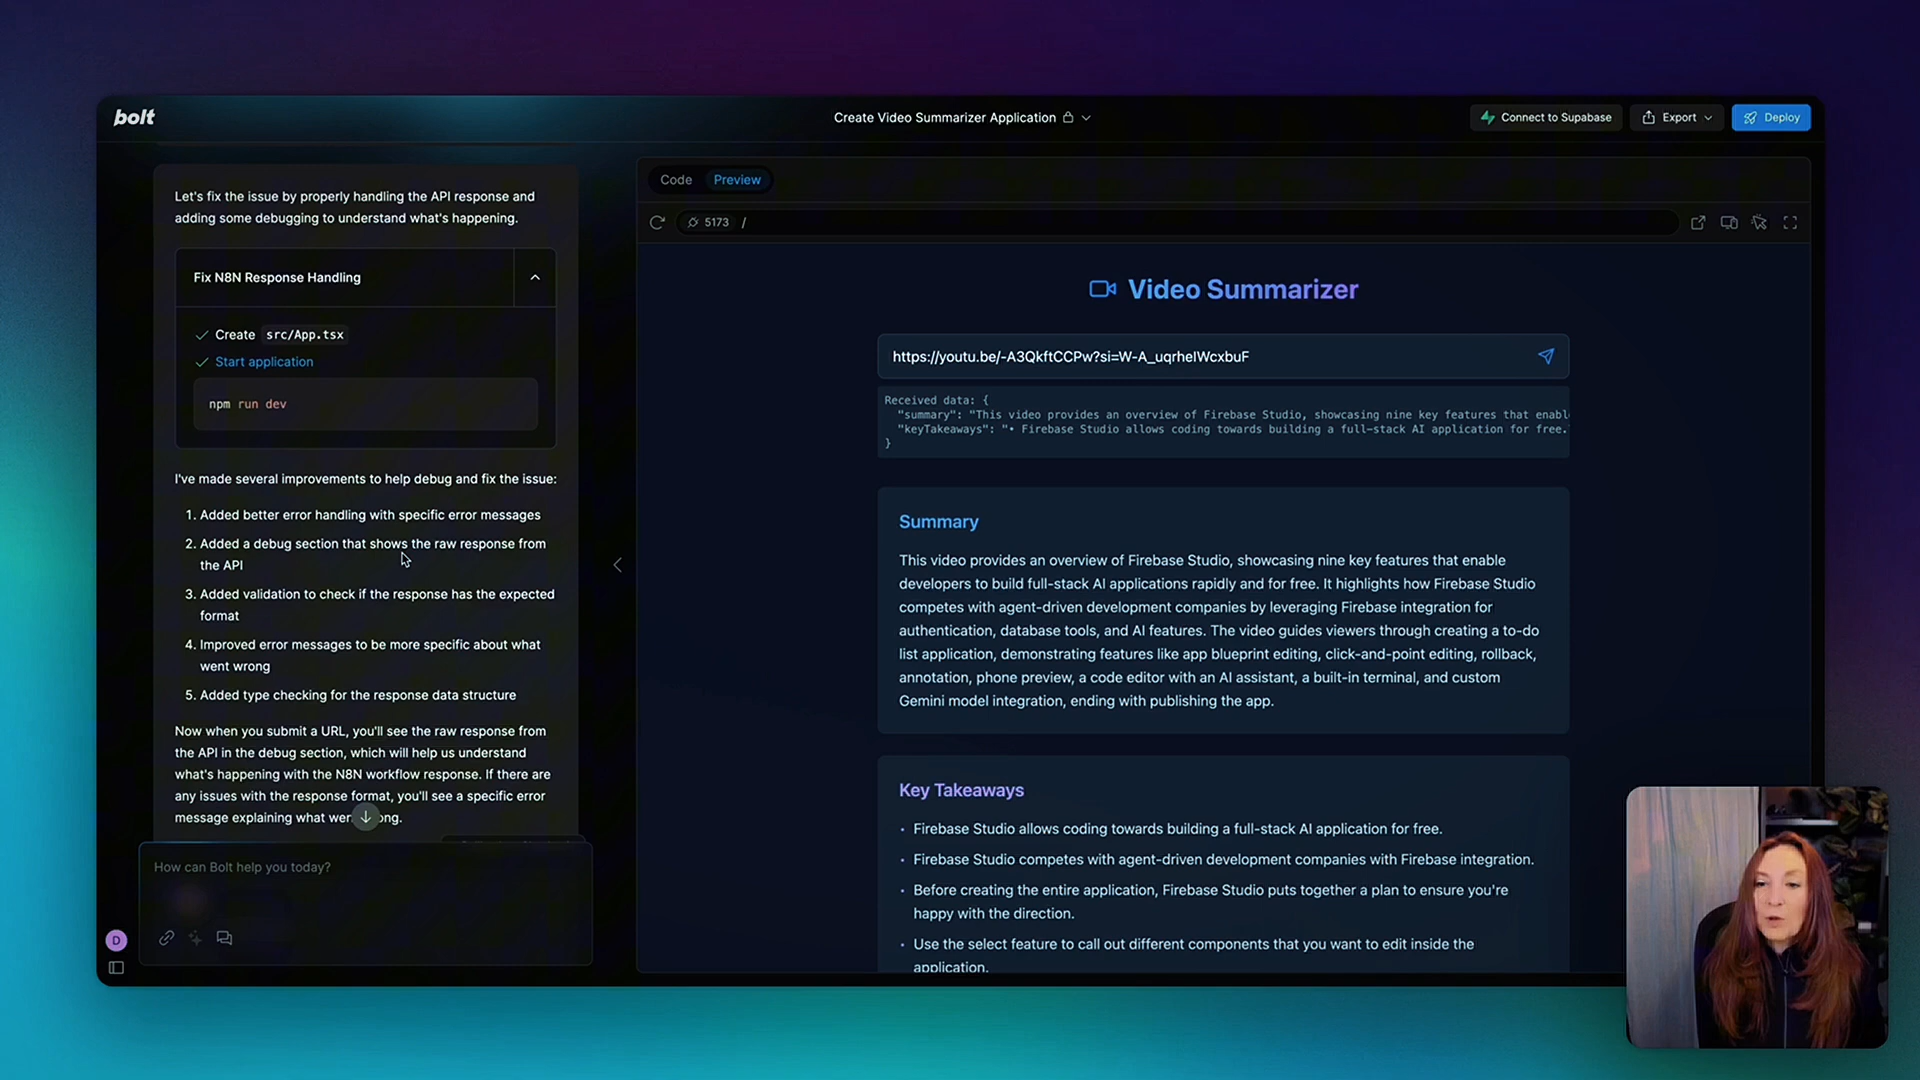 bolt
Create Video Summarizer Application
Connect to Supabase
Export
Deploy
Let's fix the issue by properly handling the API response and
adding some debugging to understand what's happening.
Fix N8N Response Handling
Create src/App.tsx
Start application
npm run dev
I've made several improvements to help debug and fix the issue:
1. Added better error handling with specific error messages
2. Added a debug section that shows the raw response from
the API
3. Added validation to check if the response has the expected
format
4. Improved error messages to be more specific about what
went wrong
5. Added type checking for the response data structure
Now when you submit a URL, you'll see the raw response from
the API in the debug section, which will help us understand
what's happening with the N8N workflow response. If there are
any issues with the response format, you'll see a specific error
message explaining what
How can Bolt help you today?
D
Code
Preview
5173 /
Video Summarizer
https://youtu.be/-A3QkftCCPw?si=W-A_uqrheIWcxbuF
Received data: {
"summary": "This video provides an overview of Firebase Studio, showcasing nine key features that enabl
"keyTakeaways": "• Firebase Studio allows coding towards building a full-stack AI application for free.
}
Summary
This video provides an overview of Firebase Studio, showcasing nine key features that enable
developers to build full-stack AI applications rapidly and for free. It highlights how Firebase Studio
competes with agent-driven development companies by leveraging Firebase integration for
authentication, database tools, and AI features. The video guides viewers through creating a to-do
list application, demonstrating features like app blueprint editing, click-and-point editing, rollback,
annotation, phone preview, a code editor with an AI assistant, a built-in terminal, and custom
Gemini model integration, ending with publishing the app.
Key Takeaways
• Firebase Studio allows coding towards building a full-stack AI application for free.
• Firebase Studio competes with agent-driven development companies with Firebase integration.
• Before creating the entire application, Firebase Studio puts together a plan to ensure you're
happy with the direction.
• Use the select feature to call out different components that you want to edit inside the
application.